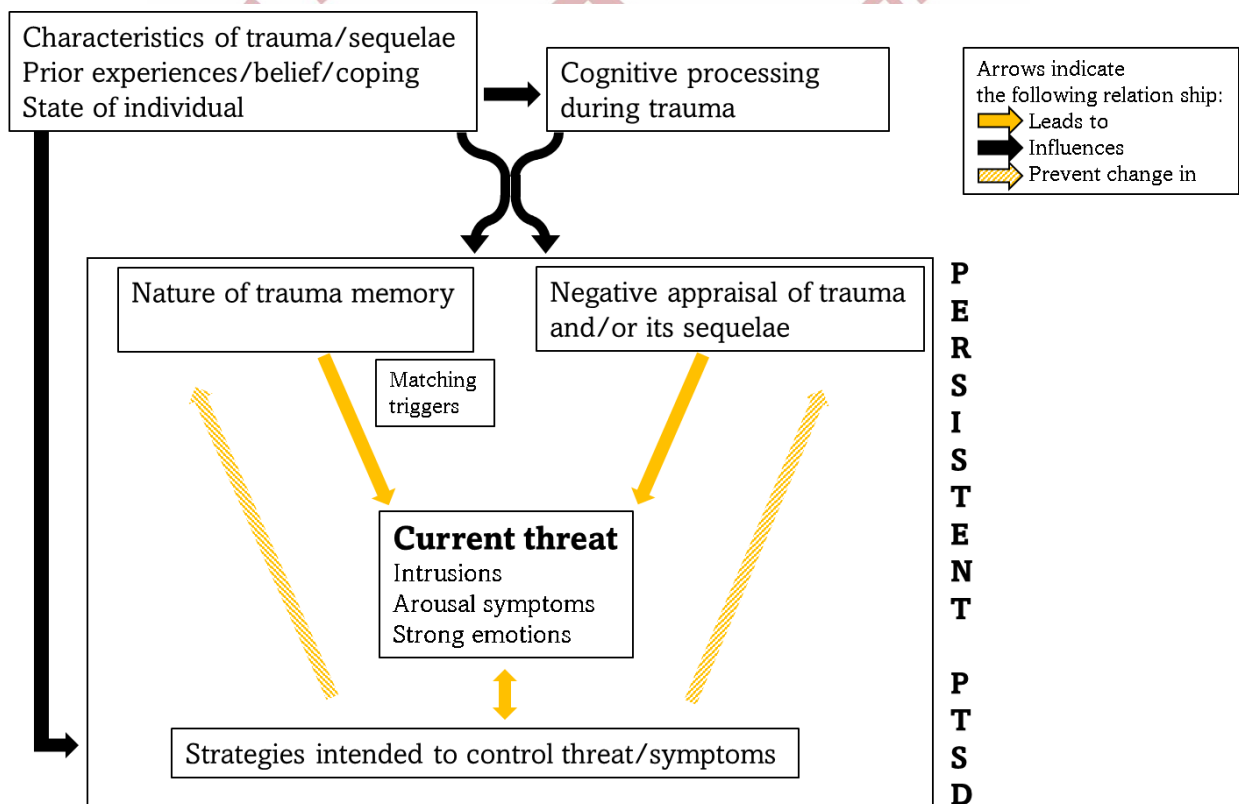 Characteristics of trauma/sequelae
Prior experiences/belief/coping
State of individual
Cognitive processing
during trauma
Arrows indicate
the following relation ship:
Leads to
Influences
Prevent change in
Nature of trauma memory
Negative appraisal of trauma
and/or its sequelae
Matching
triggers
Current threat
Intrusions
Arousal symptoms
Strong emotions
Strategies intended to control threat/symptoms
PERSISTENT PTSD